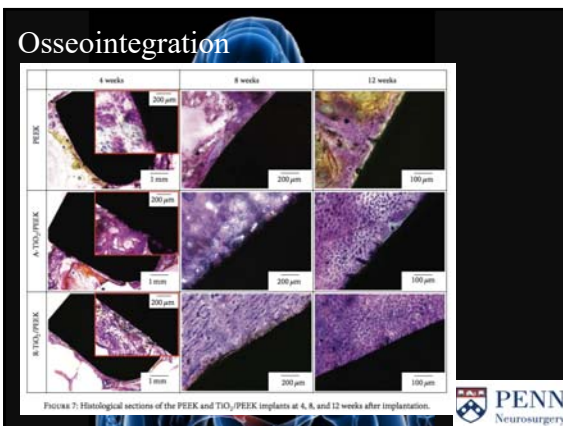 Osseointegration
4 weeks 8 weeks 12 weeks
PEEK
200 μm
1 mm
200 μm
100 μm
A-TiO₂/PEEK
200 μm
1 mm
200 μm
100 μm
R-TiO₂/PEEK
200 μm
1 mm
200 μm
100 μm
FIGURE 7: Histological sections of the PEEK and TiO₂/PEEK implants at 4, 8, and 12 weeks after implantation.
PENN
Neurosurgery